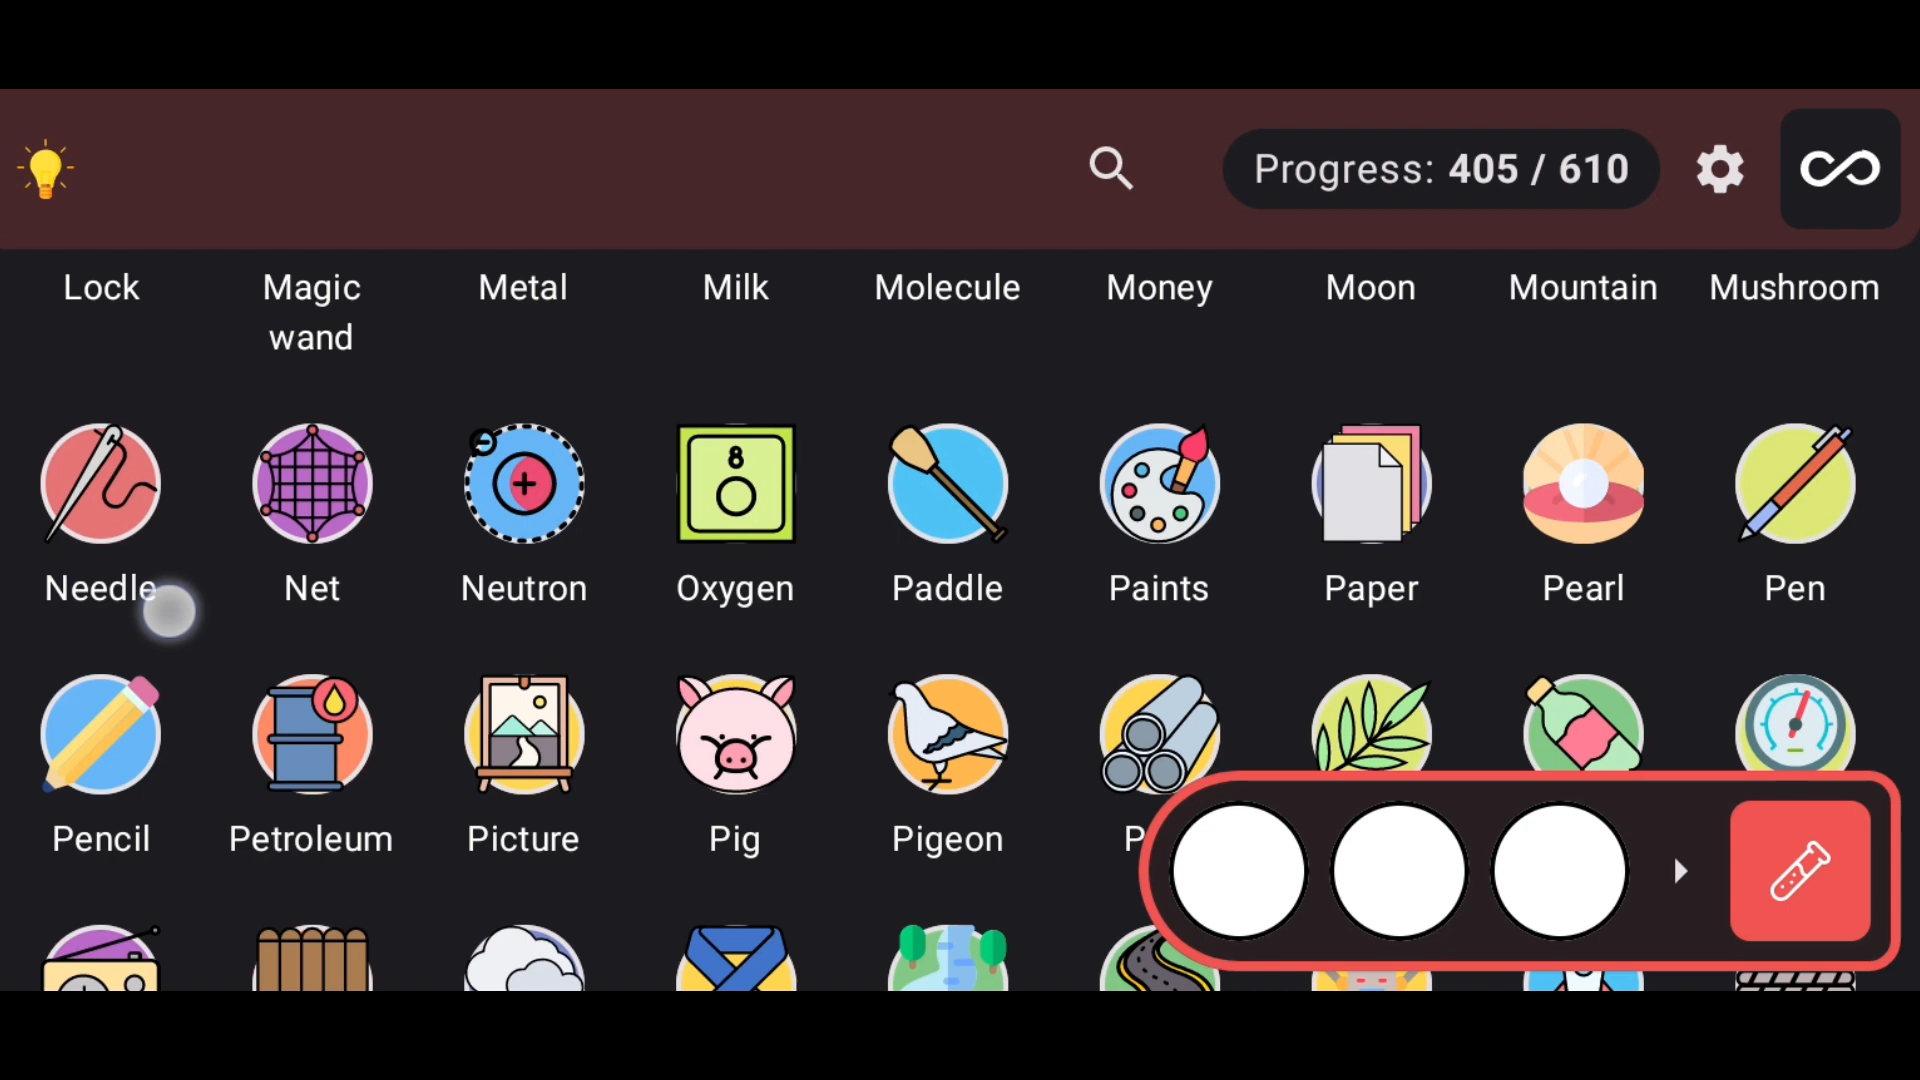 Progress: 405 / 610
Lock
Magic
wand
Metal
Milk
Molecule
Money
Moon
Mountain
Mushroom
8
Needle
Net
Neutron
Oxygen
Paddle
Paints
Paper
Pearl
Pen
Pencil
Petroleum
Picture
Pig
Pigeon